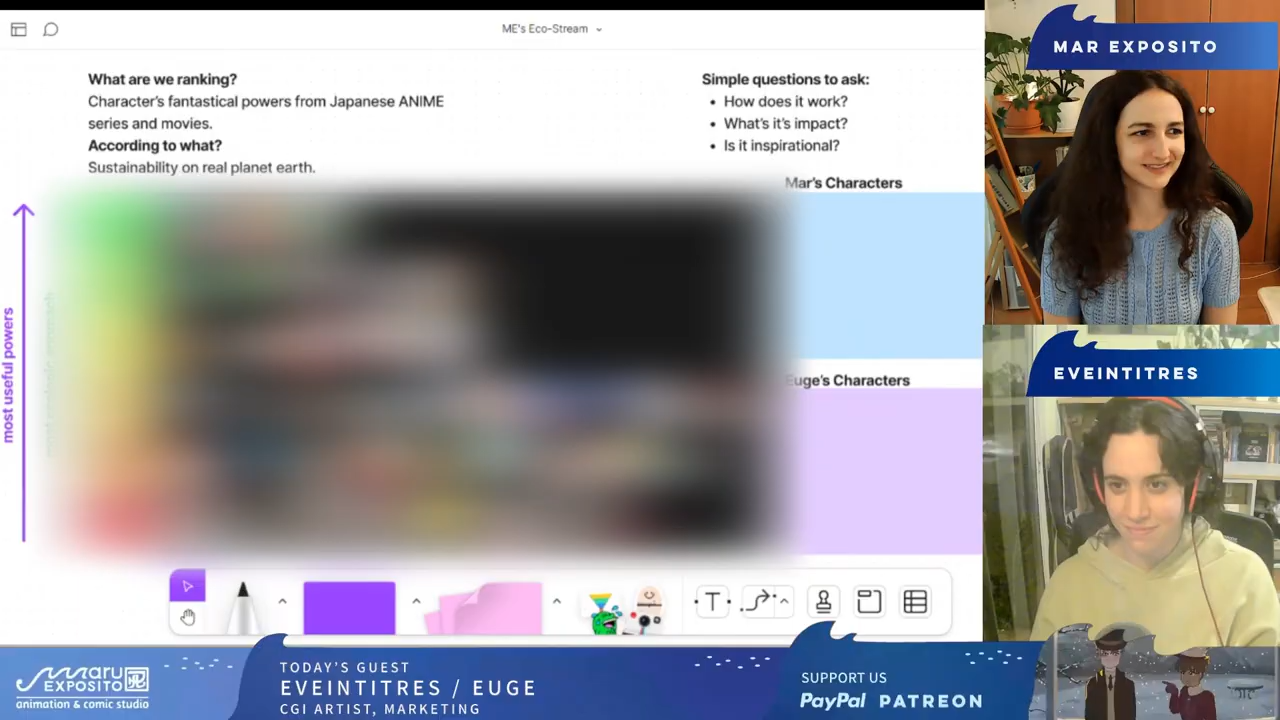 ME's Eco-Stream
What are we ranking?
Character's fantastical powers from Japanese ANIME
series and movies.
According to what?
Sustainability on real planet earth.
Simple questions to ask:
• How does it work?
• What's it's impact?
• Is it inspirational?
Mar's Characters
Euge's Characters
most useful powers
T
MAR EXPOSITO
EVEINTITRES
maru
EXPOSITO
animation & comic studio
TODAY'S GUEST
EVEINTITRES / EUGE
CGI ARTIST, MARKETING
SUPPORT US
PayPal PATREON